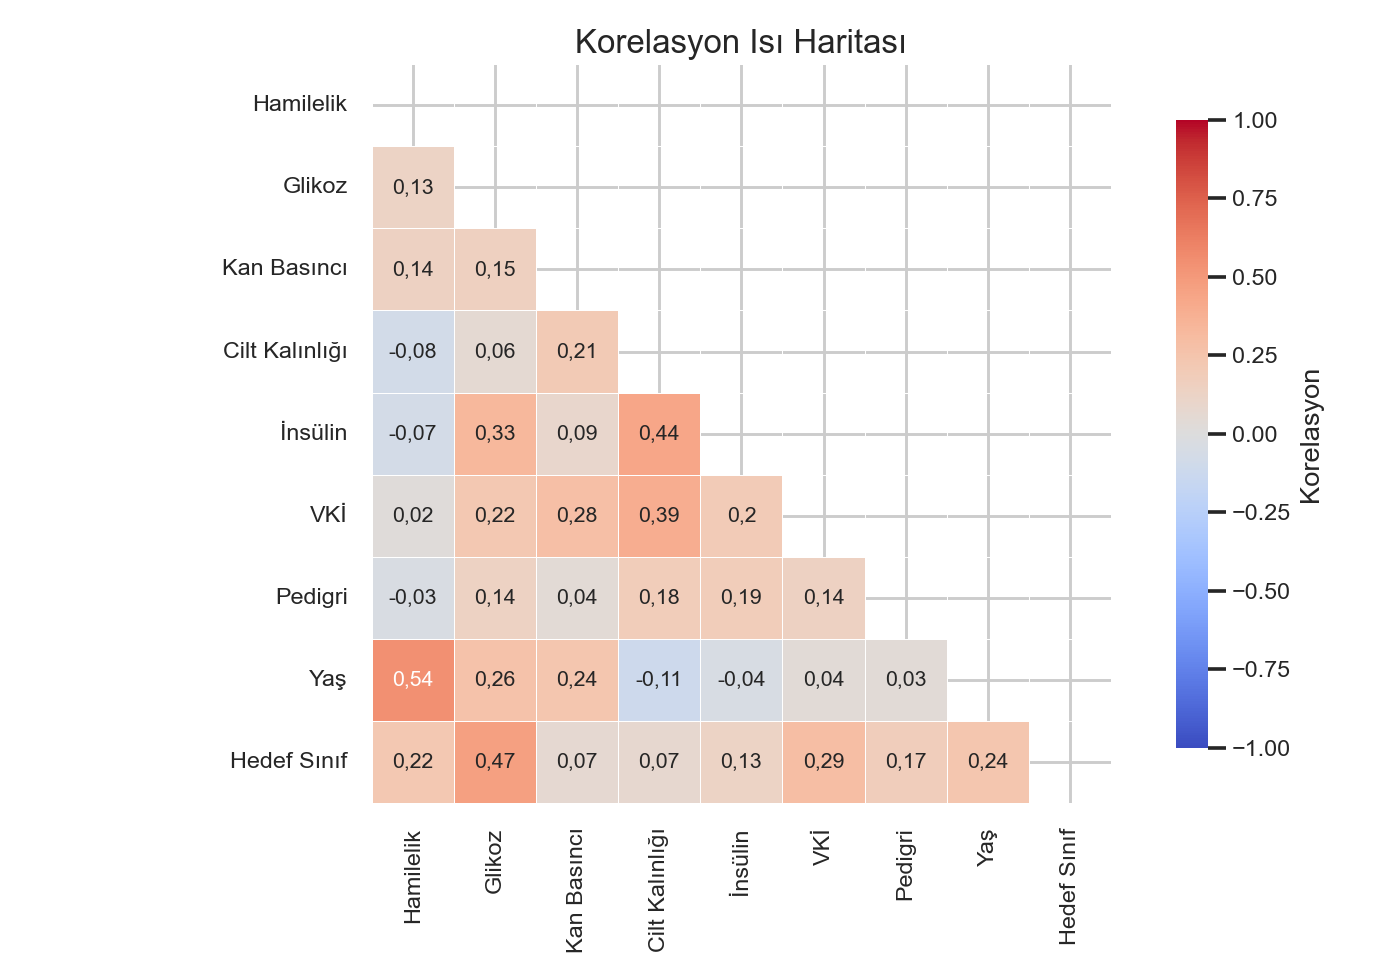 Korelasyon Isı Haritası
Hamilelik
Glikoz 0,13
Kan Basıncı 0,14 0,15
Cilt Kalınlığı -0,08 0,06 0,21
İnsülin -0,07 0,33 0,09 0,44
VKİ 0,02 0,22 0,28 0,39 0,2
Pedigri -0,03 0,14 0,04 0,18 0,19 0,14
Yaş 0,54 0,26 0,24 -0,11 -0,04 0,04 0,03
Hedef Sınıf 0,22 0,47 0,07 0,07 0,13 0,29 0,17 0,24
Hamilelik Glikoz Kan Basıncı Cilt Kalınlığı İnsülin VKİ Pedigri Yaş Hedef Sınıf
1.00
0.75
0.50
0.25
0.00
−0.25
−0.50
−0.75
−1.00
Korelasyon